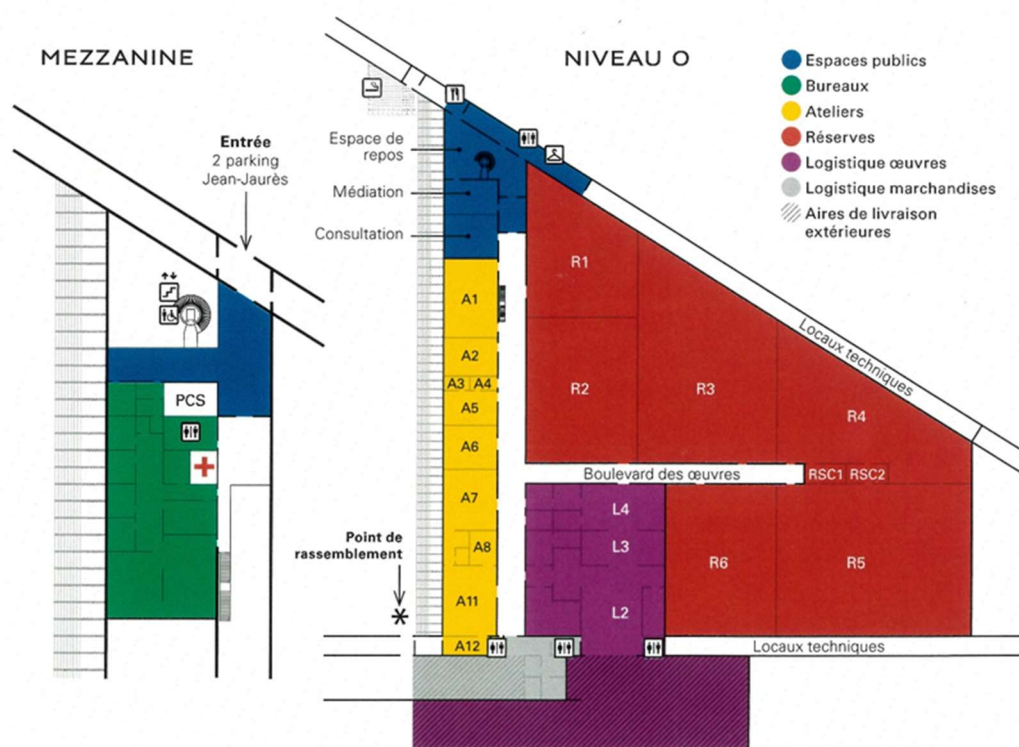 MEZZANINE
Entrée
2 parking
Jean-Jaurès
PCS
NIVEAU 0
Espaces publics
Bureaux
Ateliers
Réserves
Logistique œuvres
Logistique marchandises
Aires de livraison
extérieures
Espace de
repos
Médiation
Consultation
A1
A2
A3 A4
A5
A6
A7
A8
A11
A12
R1
R2
R3
R4
RSC1 RSC2
R6
R5
Locaux techniques
Boulevard des œuvres
L4
L3
L2
Point de
rassemblement
Locaux techniques